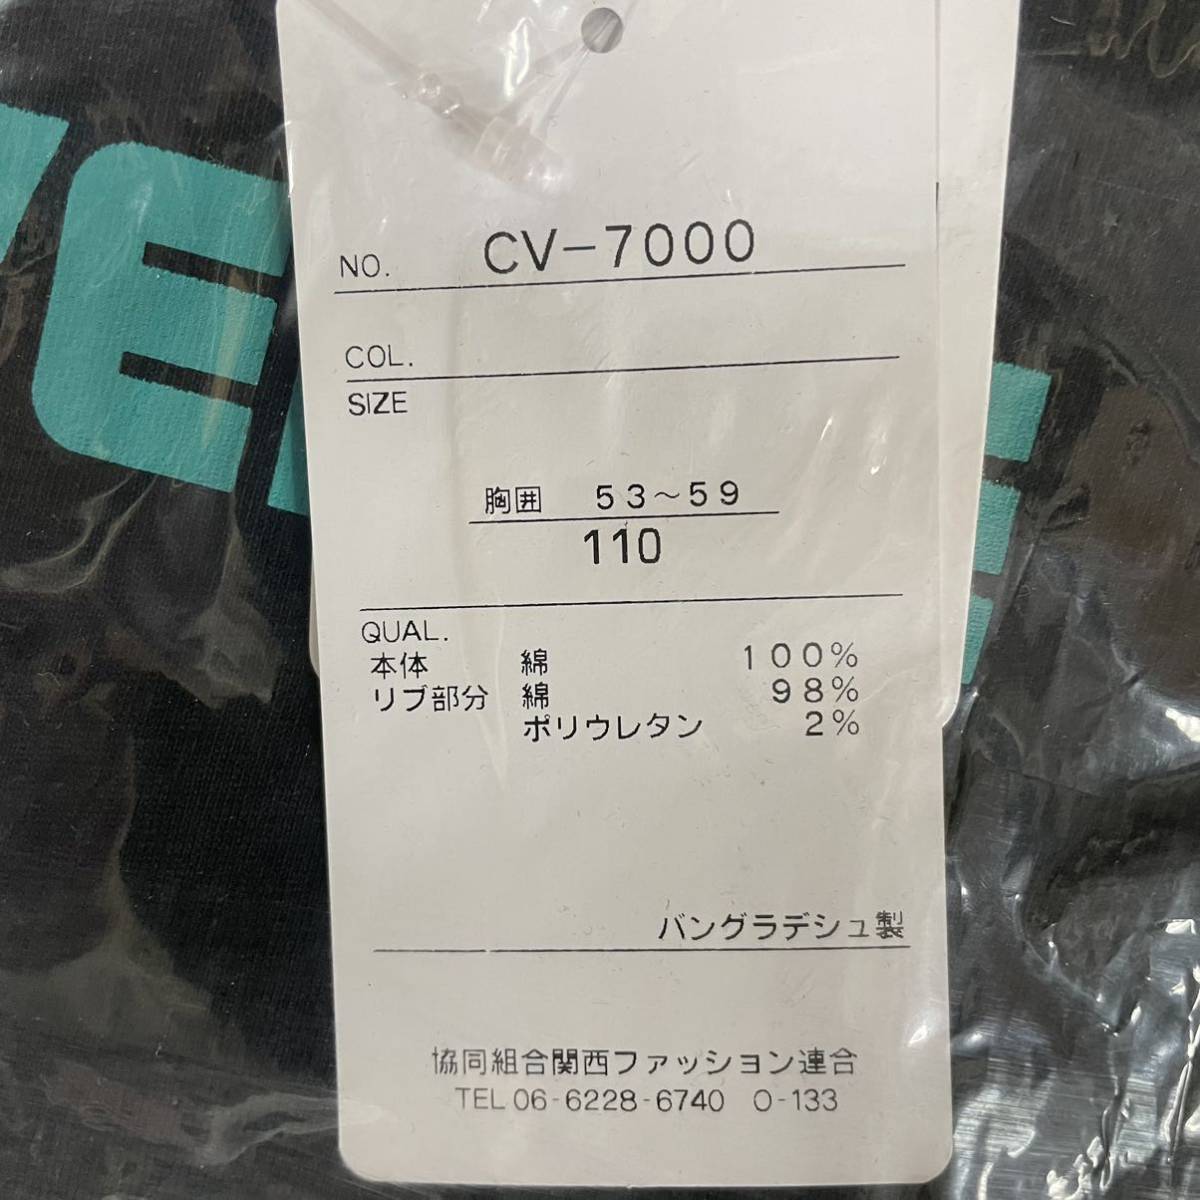 NO. CV-7000
COL.
SIZE
胸囲 53~59
110
QUAL.
本体 綿 100%
リブ部分 綿 98%
ポリウレタン 2%
バングラデシュ製
協同組合関西ファッション連合
TEL 06-6228-6740 O-133